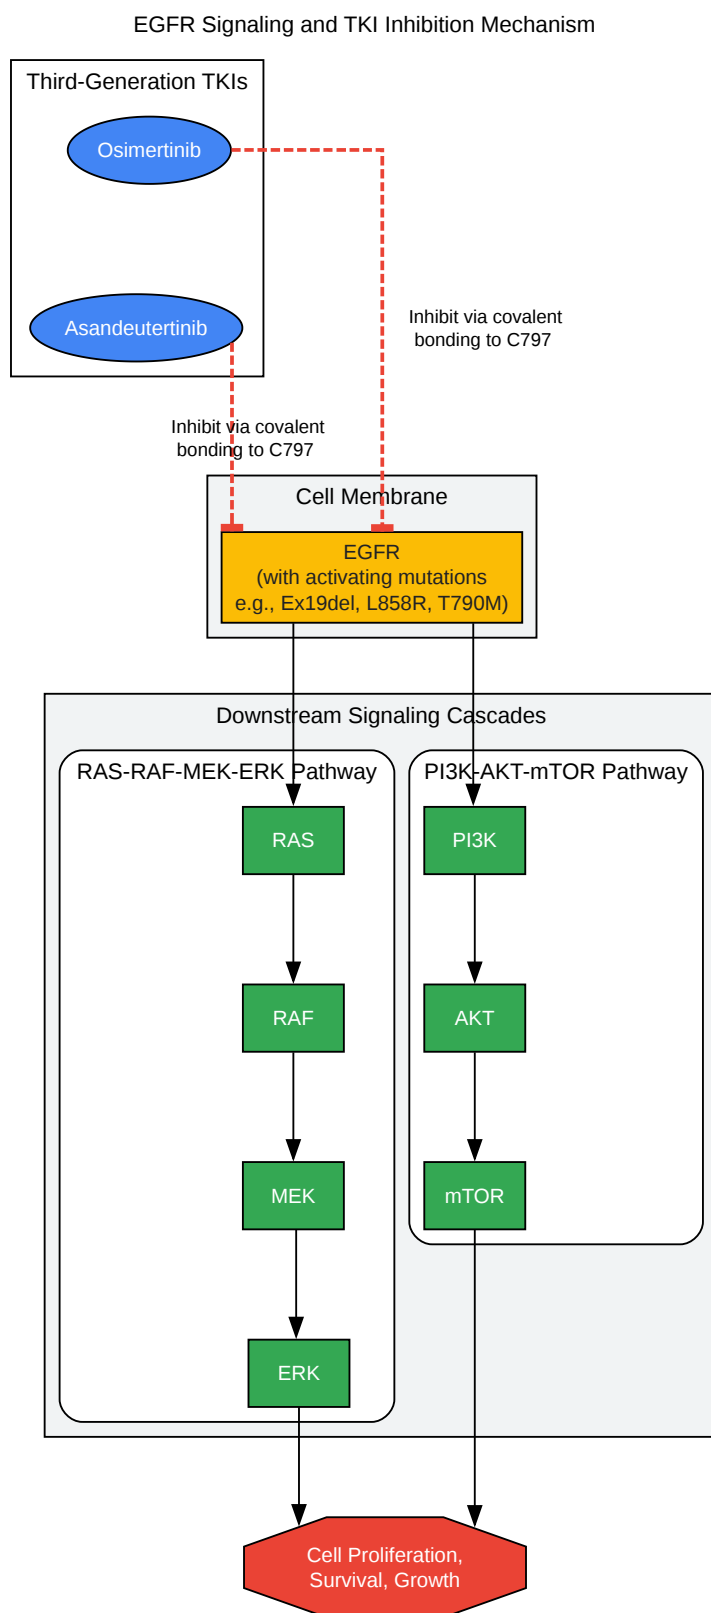 EGFR Signaling and TKI Inhibition Mechanism
Third-Generation TKIs
Osimertinib
Asandeutertinib
Inhibit via covalent
bonding to C797
Inhibit via covalent
bonding to C797
Cell Membrane
EGFR
(with activating mutations
e.g., Ex19del, L858R, T790M)
Downstream Signaling Cascades
RAS-RAF-MEK-ERK Pathway
PI3K-AKT-mTOR Pathway
RAS
PI3K
RAF
AKT
MEK
mTOR
ERK
Cell Proliferation,
Survival, Growth